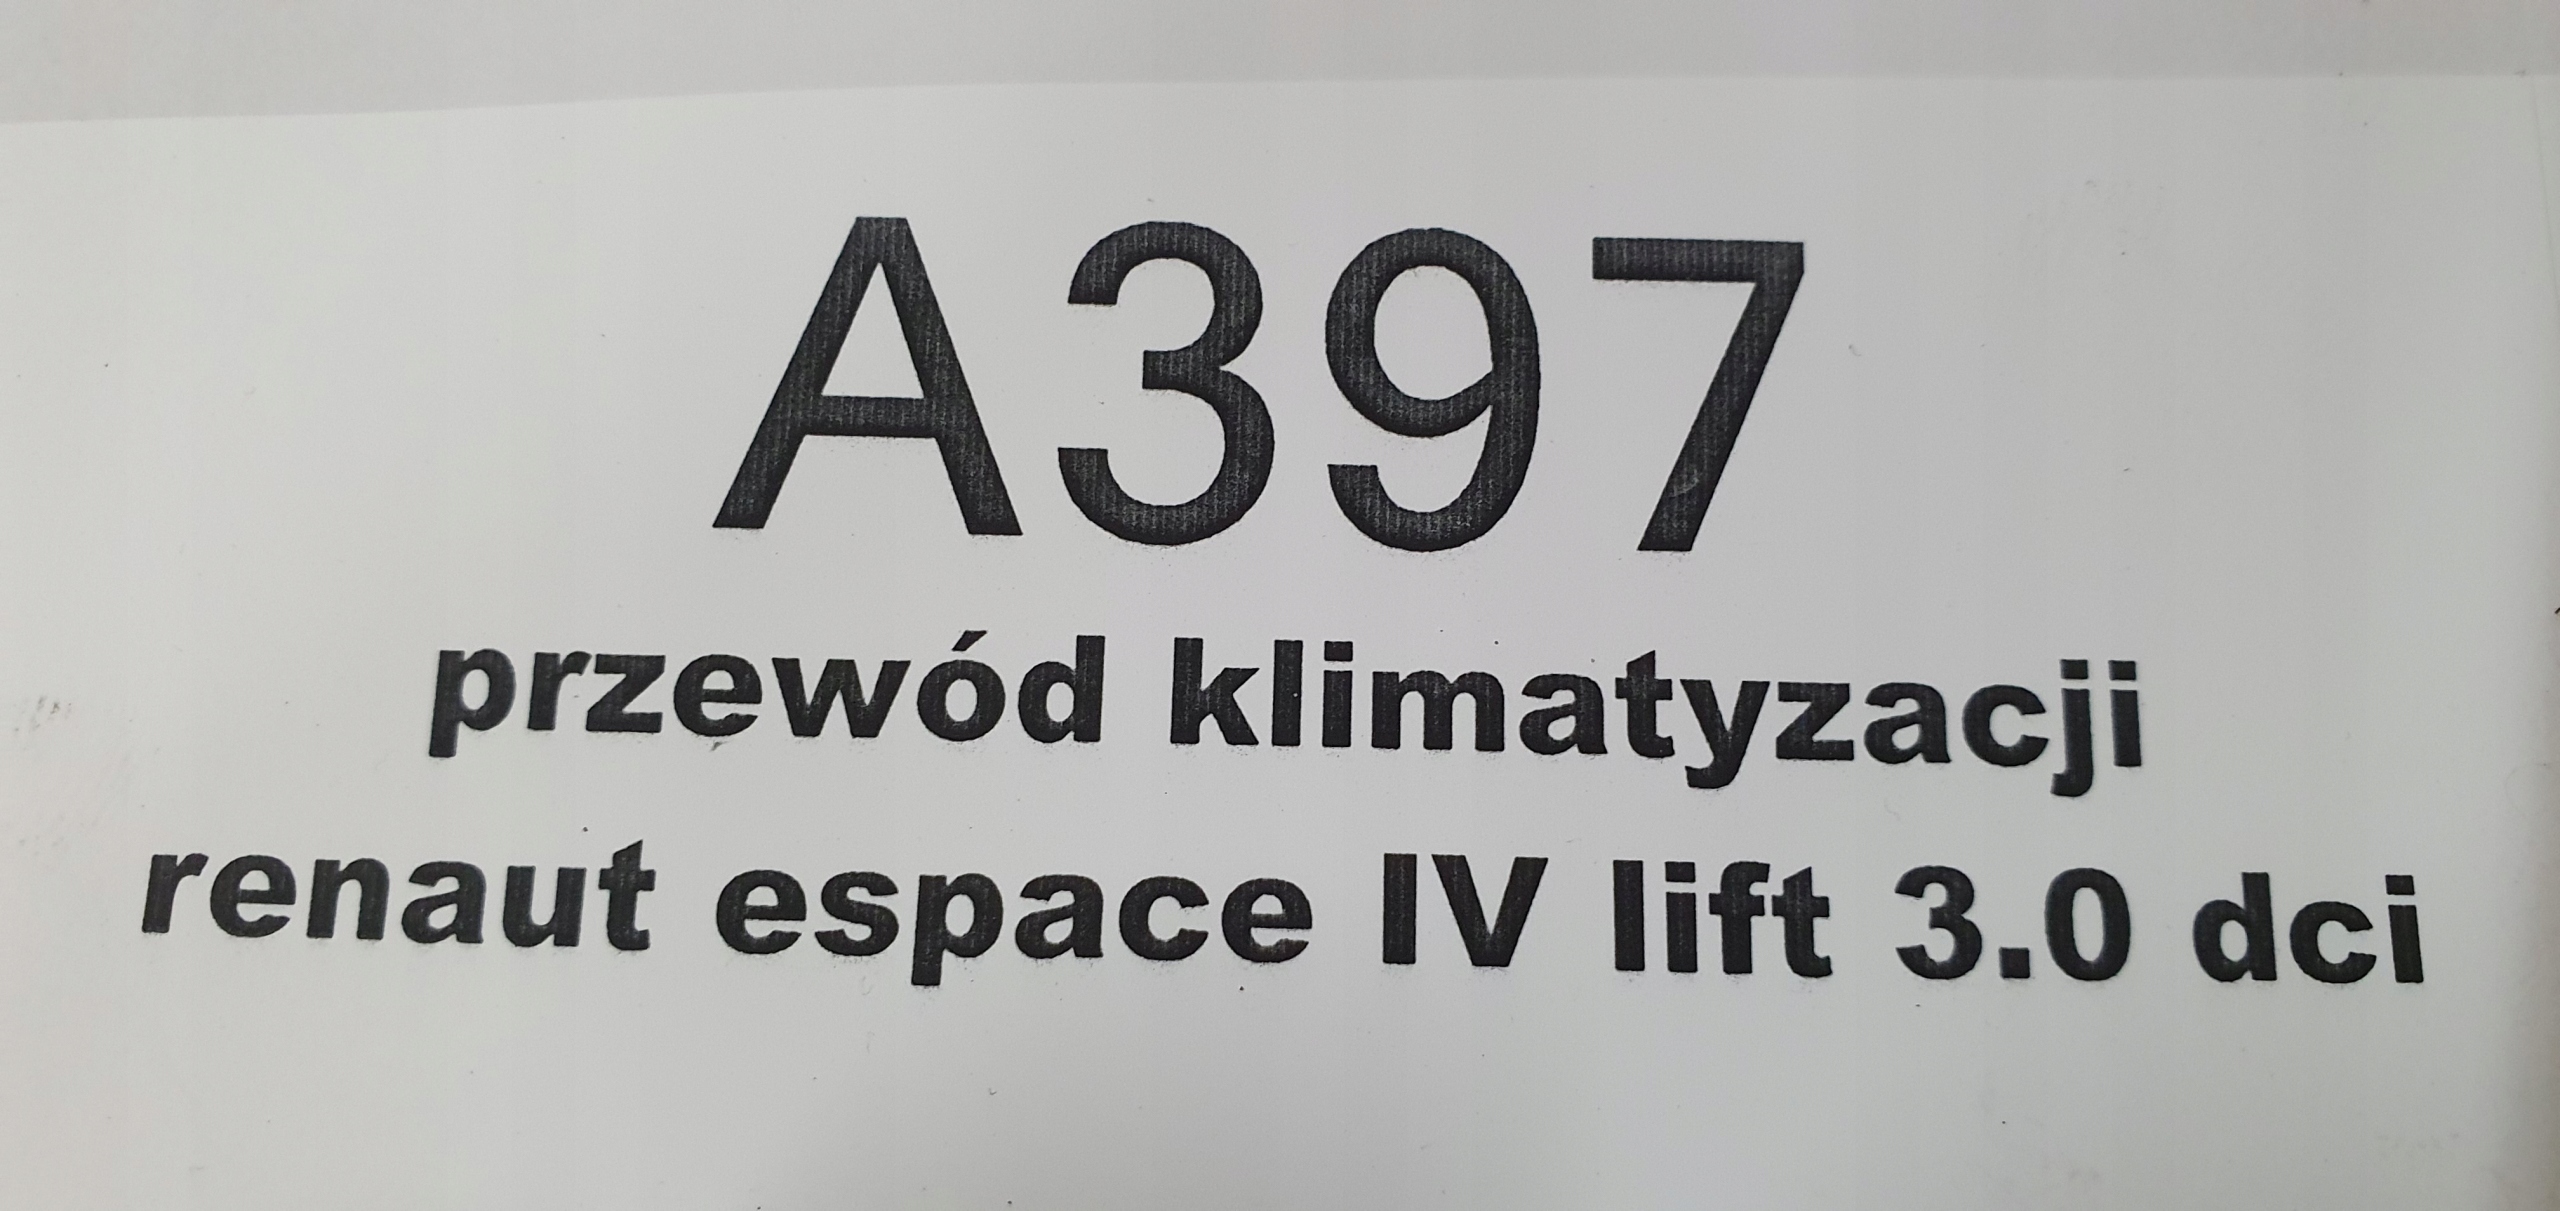 A397
przewód klimatyzacji
renaut espace IV lift 3.0 dci